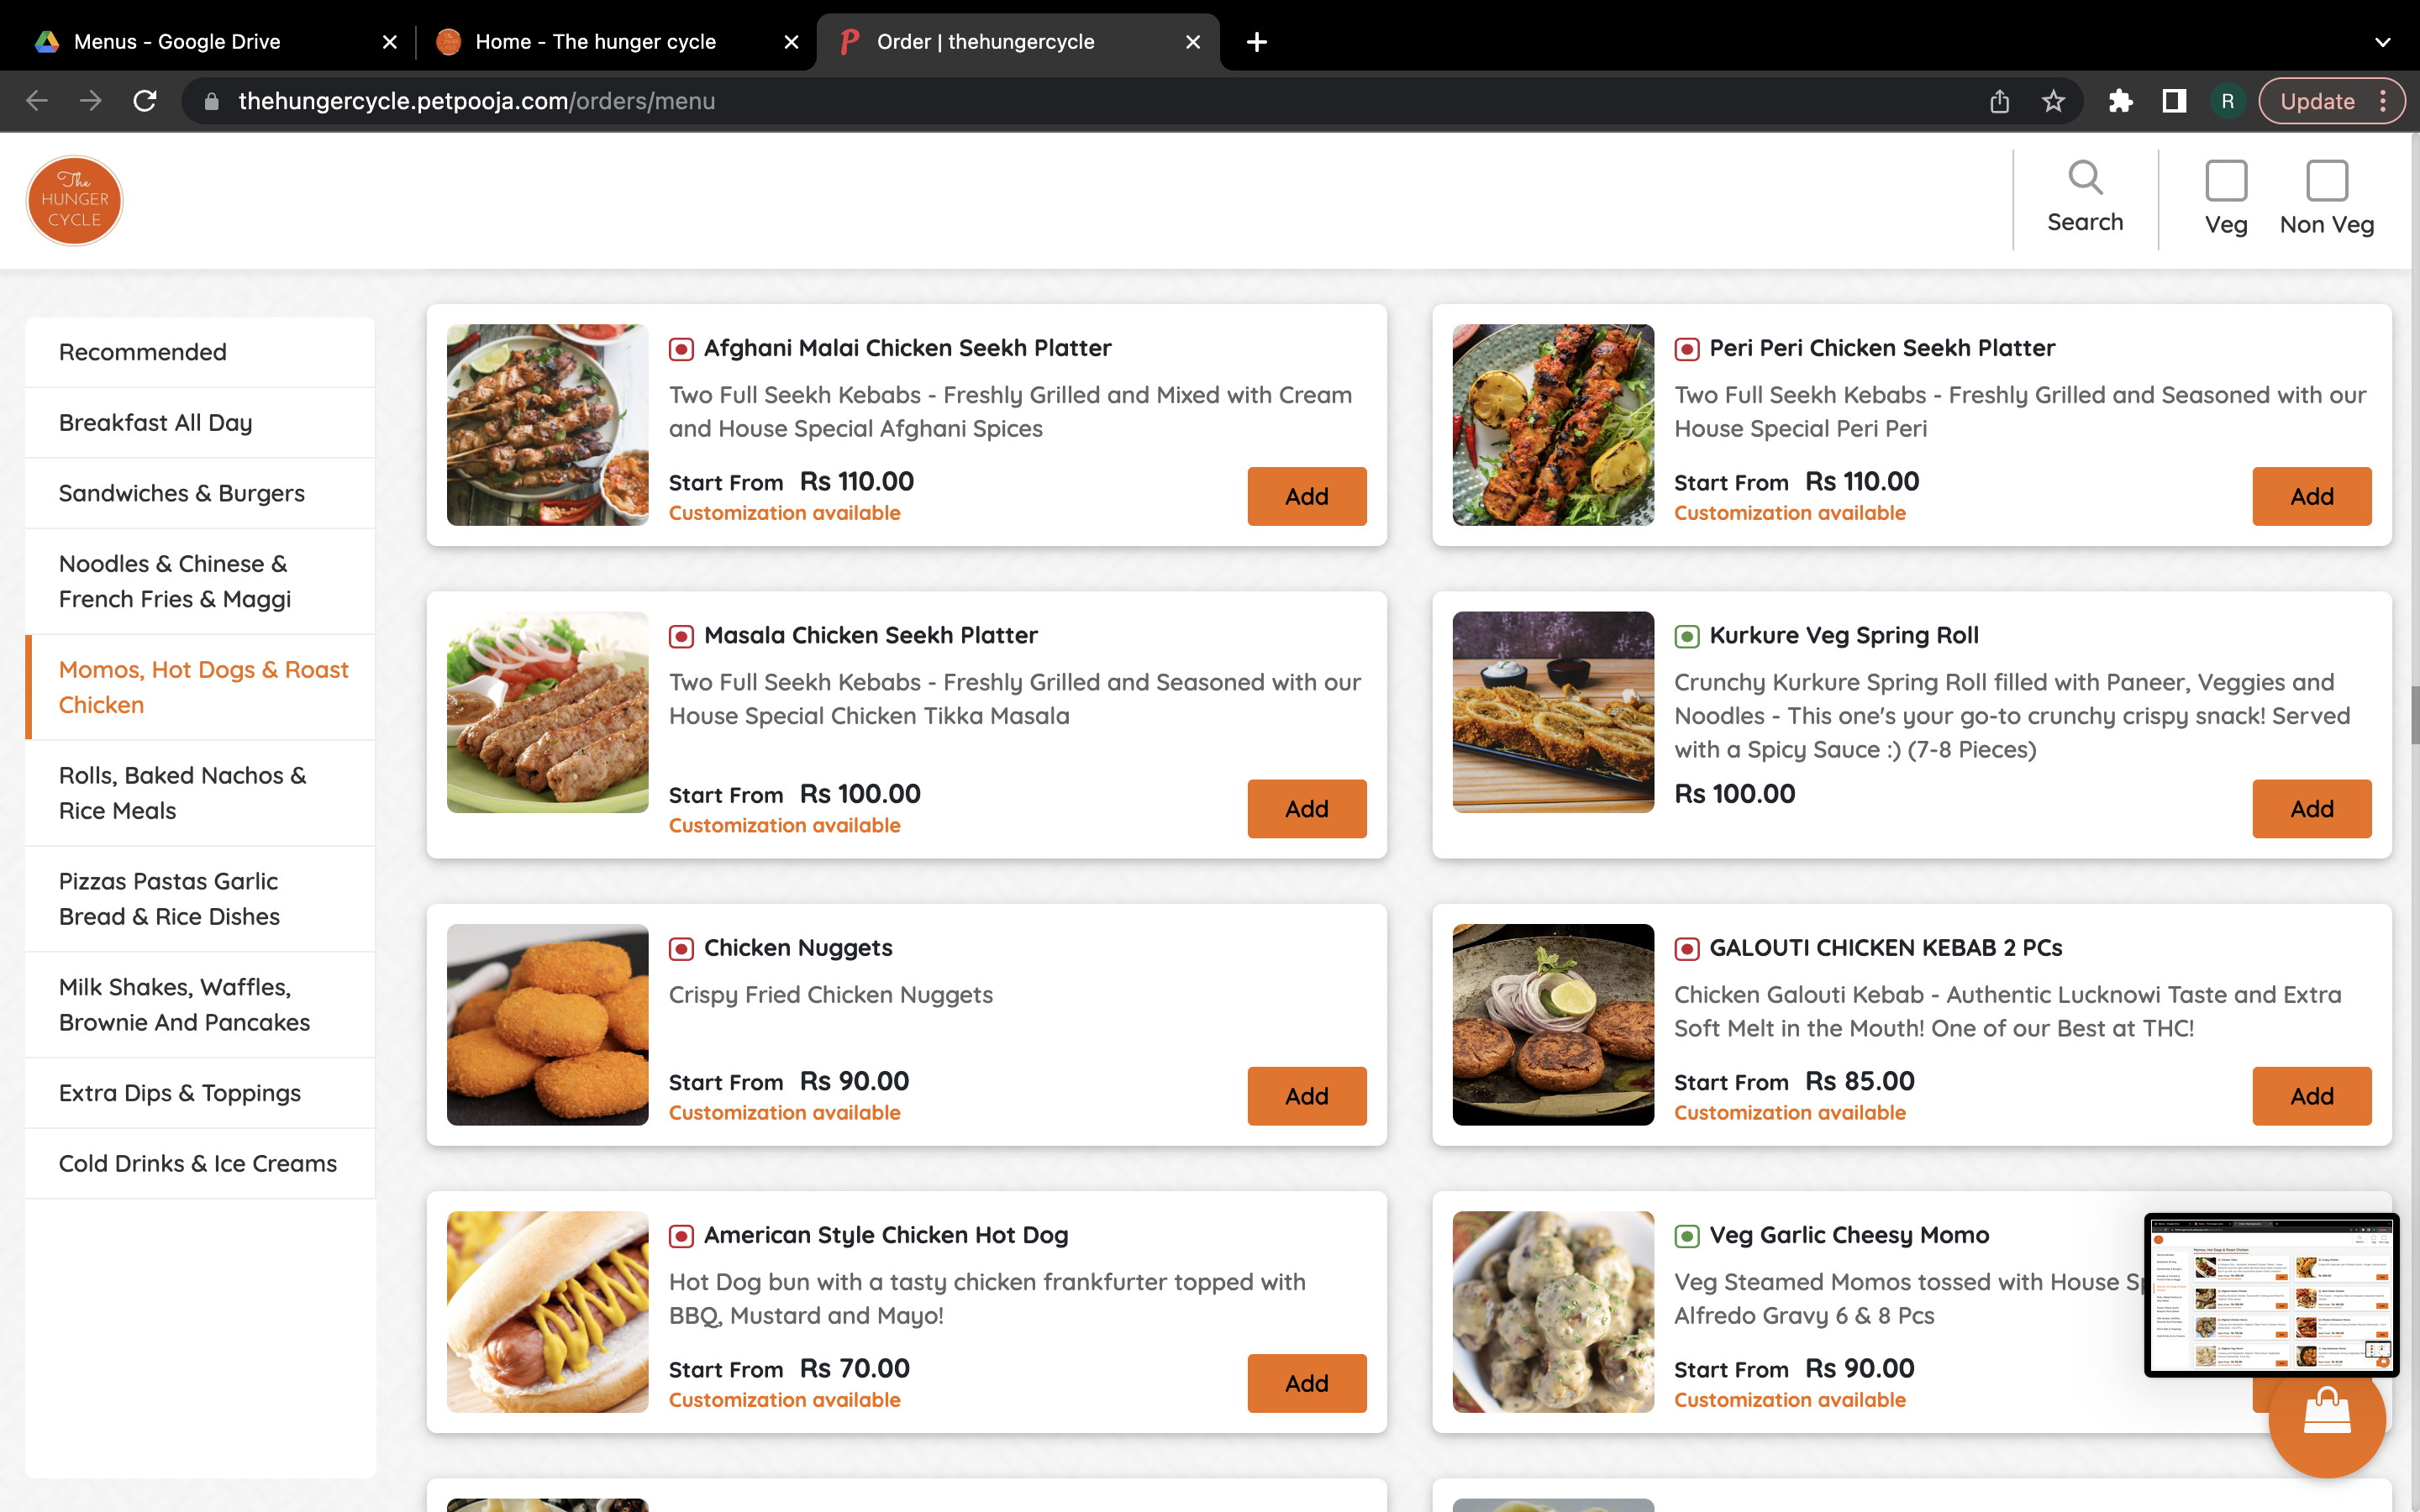 Menus - Google Drive
Home - The hunger cycle
Order | thehungercycle
thehungercycle.petpooja.com/orders/menu
R
Update
The
HUNGER
CYCLE
Search
Veg
Non Veg
Recommended
Breakfast All Day
Sandwiches & Burgers
Noodles & Chinese &
French Fries & Maggi
Momos, Hot Dogs & Roast
Chicken
Rolls, Baked Nachos &
Rice Meals
Pizzas Pastas Garlic
Bread & Rice Dishes
Milk Shakes, Waffles,
Brownie And Pancakes
Extra Dips & Toppings
Cold Drinks & Ice Creams
Afghani Malai Chicken Seekh Platter
Two Full Seekh Kebabs - Freshly Grilled and Mixed with Cream
and House Special Afghani Spices
Start From Rs 110.00
Customization available
Add
Peri Peri Chicken Seekh Platter
Two Full Seekh Kebabs - Freshly Grilled and Seasoned with our
House Special Peri Peri
Start From Rs 110.00
Customization available
Add
Masala Chicken Seekh Platter
Two Full Seekh Kebabs - Freshly Grilled and Seasoned with our
House Special Chicken Tikka Masala
Start From Rs 100.00
Customization available
Add
Kurkure Veg Spring Roll
Crunchy Kurkure Spring Roll filled with Paneer, Veggies and
Noodles - This one's your go-to crunchy crispy snack! Served
with a Spicy Sauce :) (7-8 Pieces)
Rs 100.00
Add
Chicken Nuggets
Crispy Fried Chicken Nuggets
Start From Rs 90.00
Customization available
Add
GALOUTI CHICKEN KEBAB 2 PCs
Chicken Galouti Kebab - Authentic Lucknowi Taste and Extra
Soft Melt in the Mouth! One of our Best at THC!
Start From Rs 85.00
Customization available
Add
American Style Chicken Hot Dog
Hot Dog bun with a tasty chicken frankfurter topped with
BBQ, Mustard and Mayo!
Start From Rs 70.00
Customization available
Add
Veg Garlic Cheesy Momo
Veg Steamed Momos tossed with House
Alfredo Gravy 6 & 8 Pcs
Start From Rs 90.00
Customization available